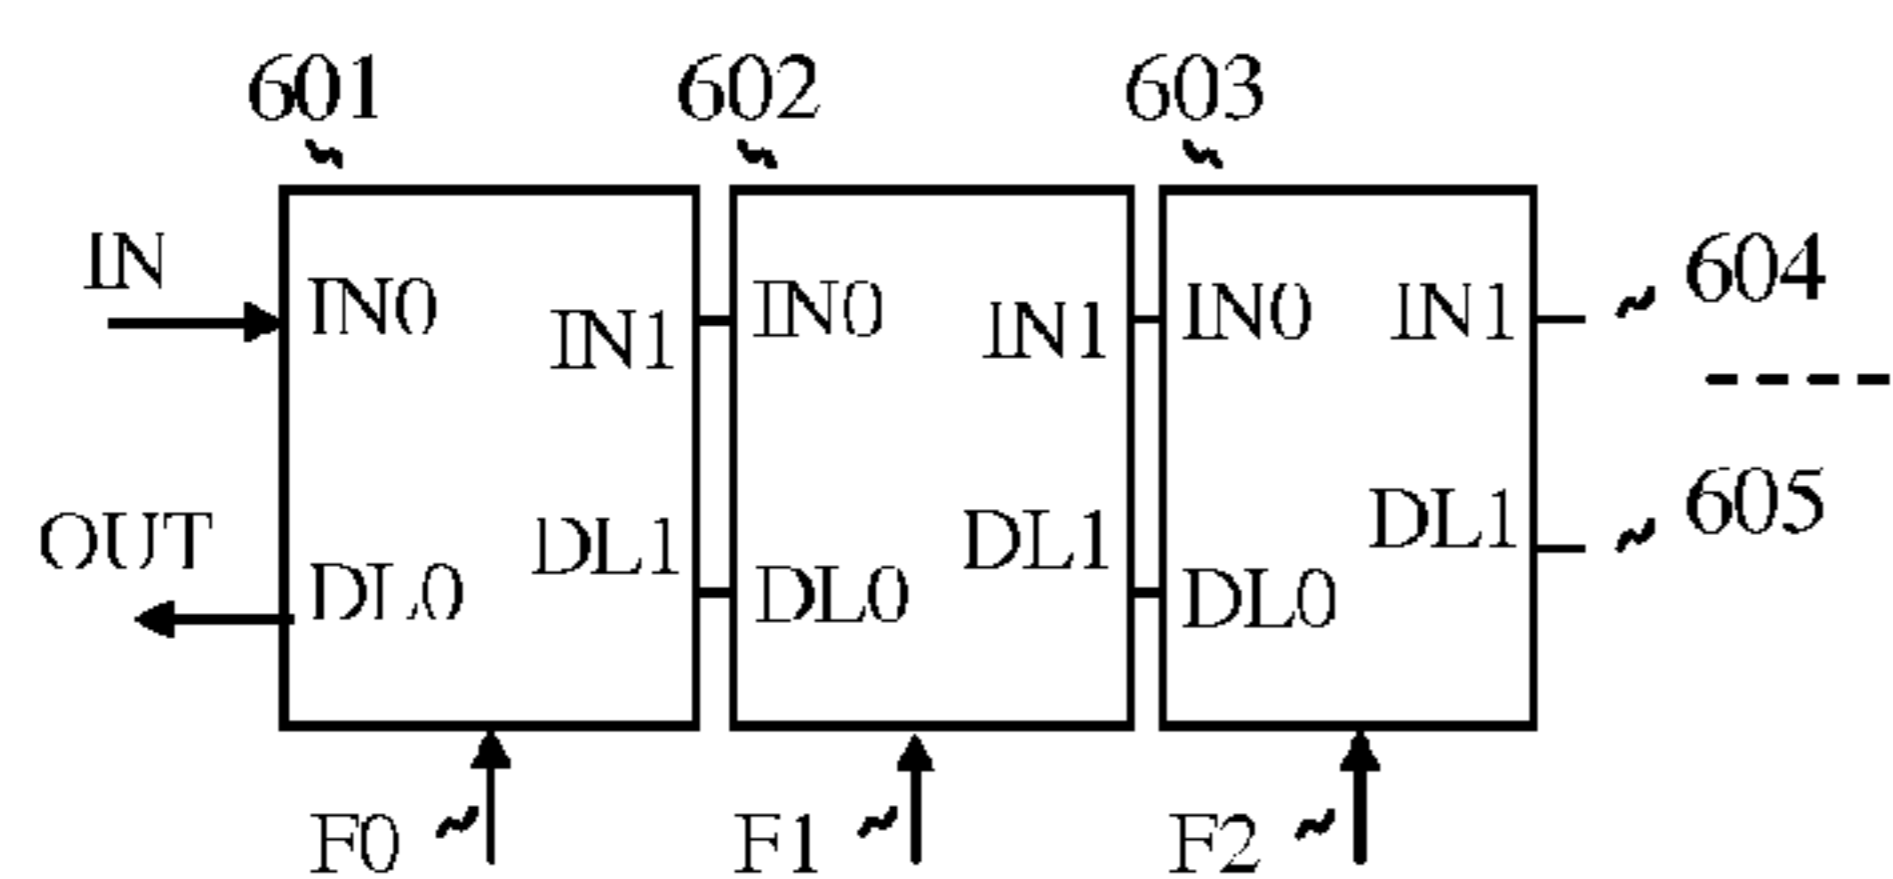 601 602 603
IN
IN0 IN1 IN0 IN1 IN0 IN1 604
OUT
DL0 DL1 DL0 DL1 DL0 DL1 605
F0 F1 F2